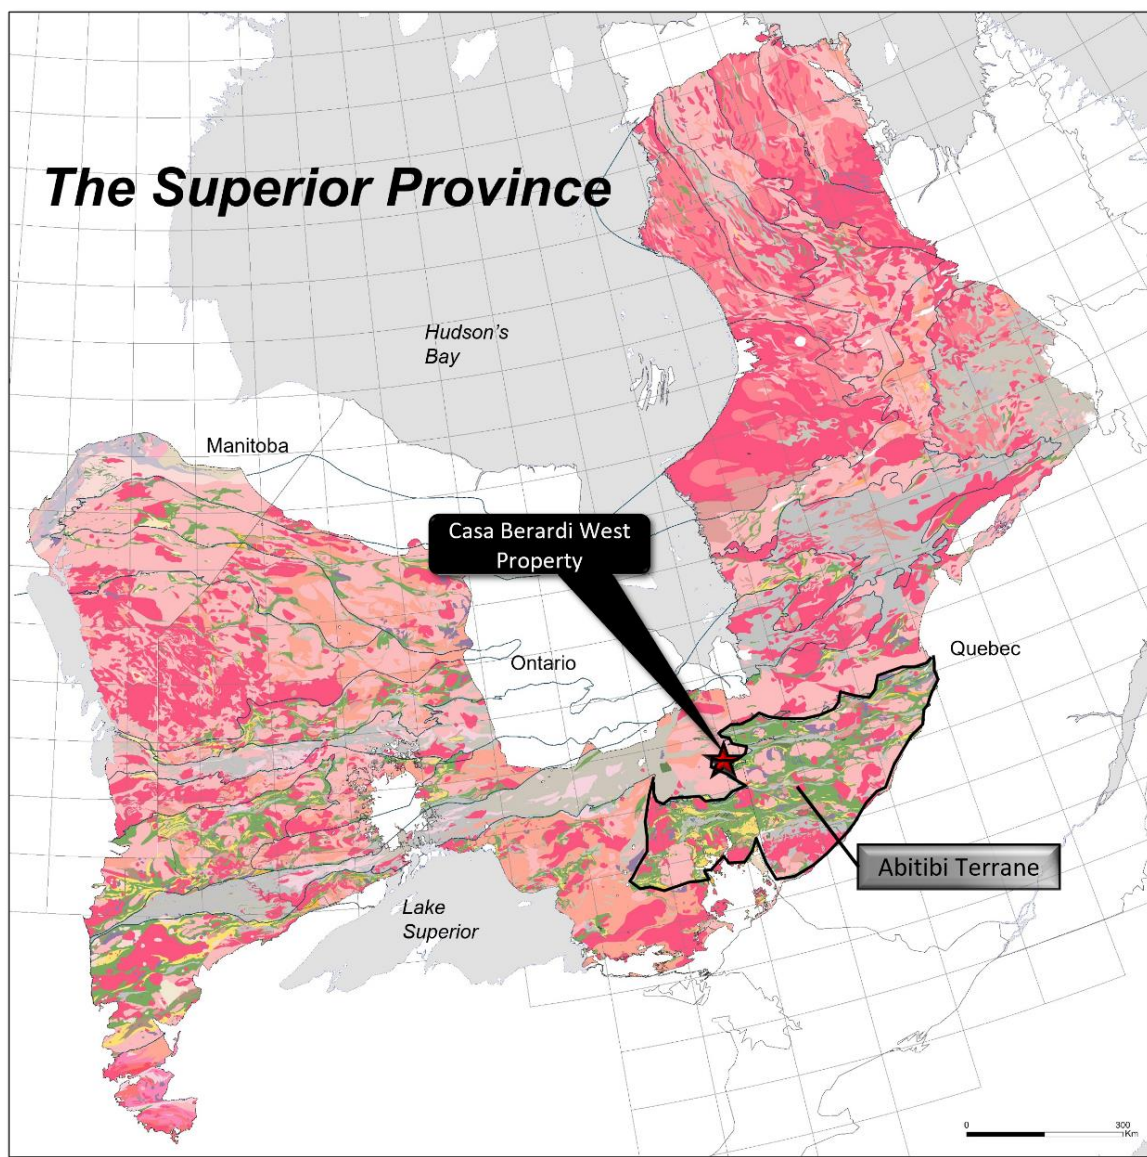 The Superior Province
Hudson's
Bay
Manitoba
Casa Berardi West
Property
Ontario
Quebec
Abitibi Terrane
Lake
Superior
0 300
Km